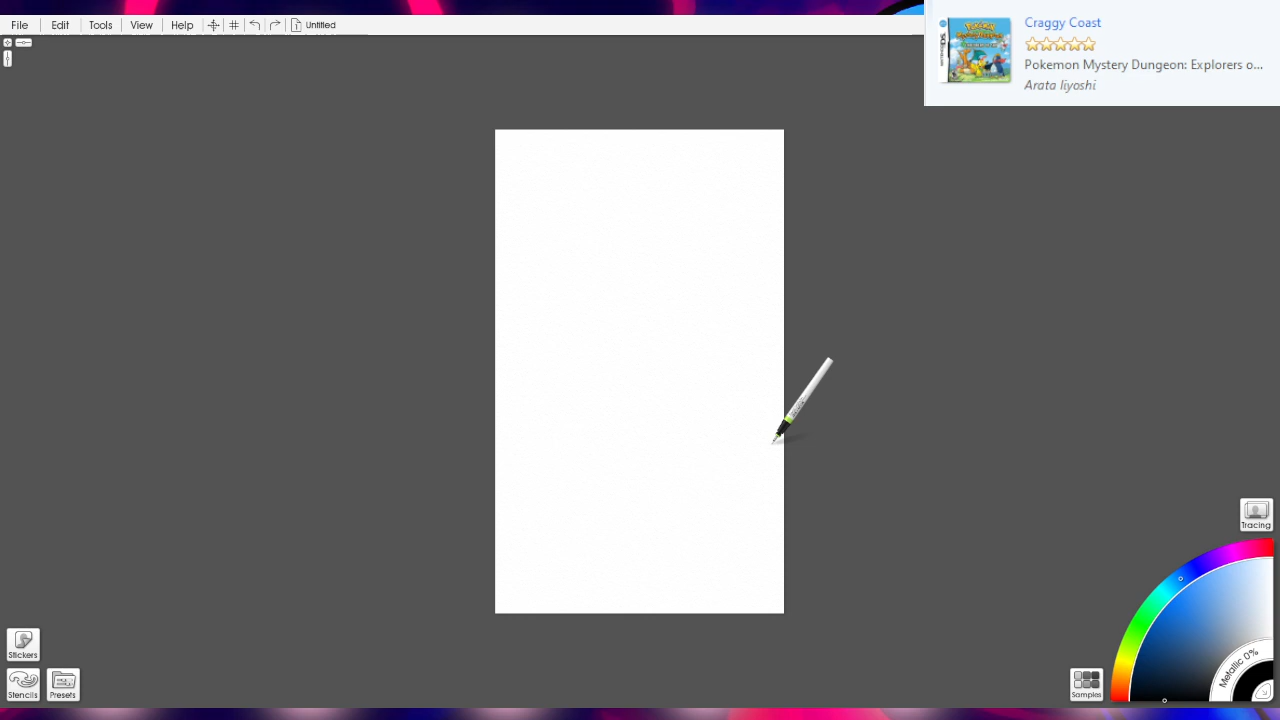 File Edit Tools View Help Untitled
Craggy Coast
Pokemon Mystery Dungeon: Explorers o...
Arata Iiyoshi
Tracing
Metallic 0%
Stickers
Stencils Presets
Samples